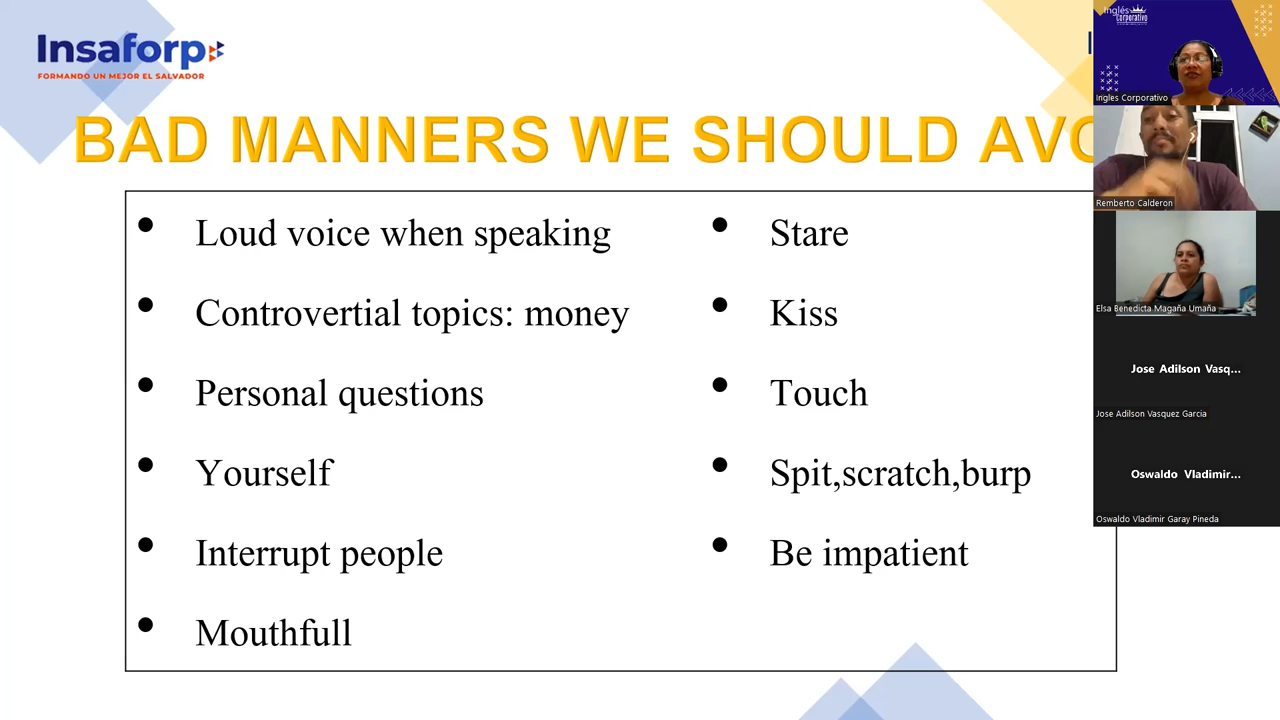 Insaforp
FORMANDO UN MEJOR EL SALVADOR
BAD MANNERS WE SHOULD AVO
• Loud voice when speaking
• Controvertial topics: money
• Personal questions
• Yourself
• Interrupt people
• Mouthfull
• Stare
• Kiss
• Touch
• Spit,scratch,burp
• Be impatient
Inglés
Corporativo
Ingles Corporativo
Remberto Calderon
Elsa Benedicta Magaña Umaña
Jose Adilson Vasq...
Jose Adilson Vasquez Garcia
Oswaldo Vladimir...
Oswaldo Vladimir Garay Pineda